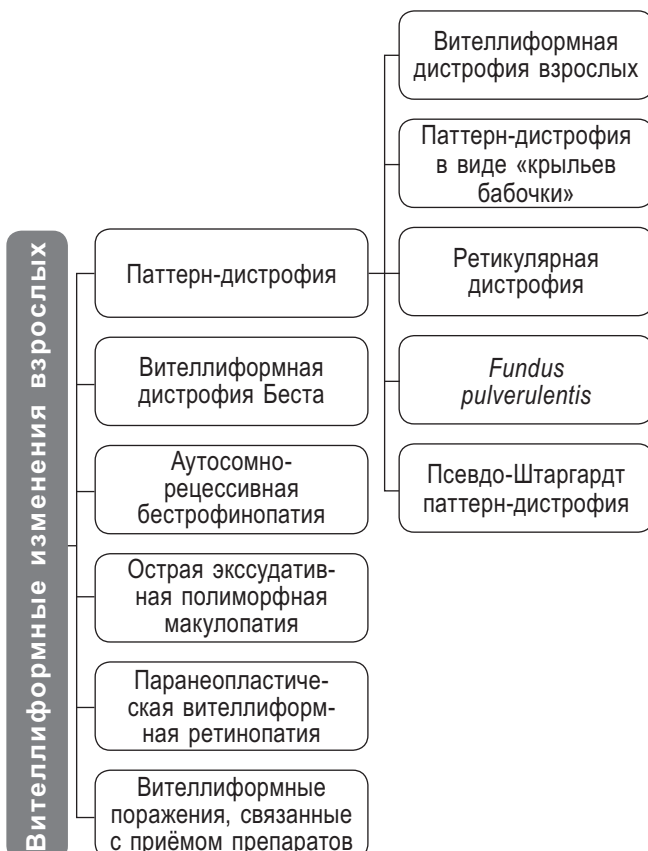 Вителлиформные изменения взрослых
Паттерн-дистрофия
Вителлиформная
дистрофия Беста
Аутосомно-
рецессивная
бестрофинопатия
Острая экссудатив-
ная полиморфная
макулопатия
Паранеопластиче-
ская вителлиформ-
ная ретинопатия
Вителлиформные
поражения, связанные
с приёмом препаратов
Вителлиформная
дистрофия взрослых
Паттерн-дистрофия
в виде «крыльев
бабочки»
Ретикулярная
дистрофия
Fundus
pulverulentis
Псевдо-Штаргардт
паттерн-дистрофия